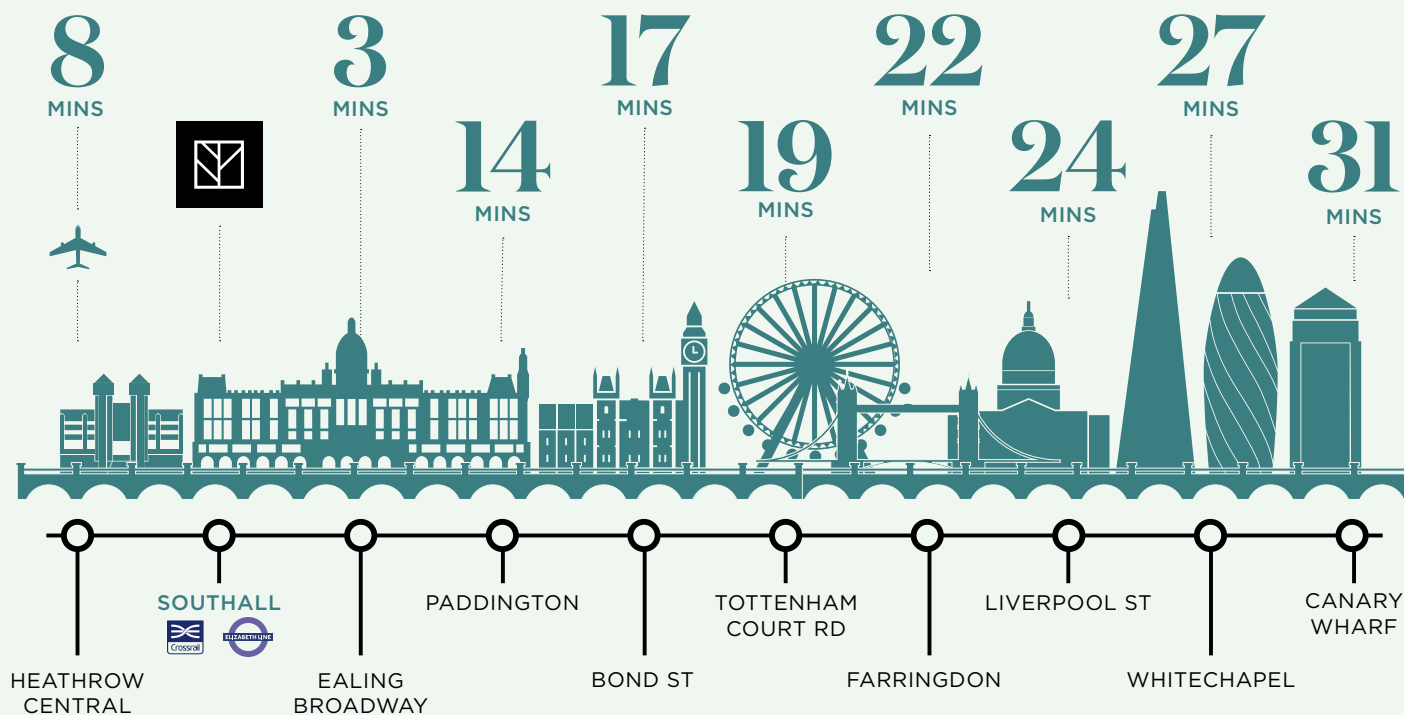 8
MINS
3
MINS
17
MINS
22
MINS
27
MINS
14
MINS
19
MINS
24
MINS
31
MINS
SOUTHALL
Crossrail
ELIZABETH LINE
PADDINGTON
TOTTENHAM
COURT RD
LIVERPOOL ST
CANARY
WHARF
HEATHROW
CENTRAL
EALING
BROADWAY
BOND ST
FARRINGDON
WHITECHAPEL